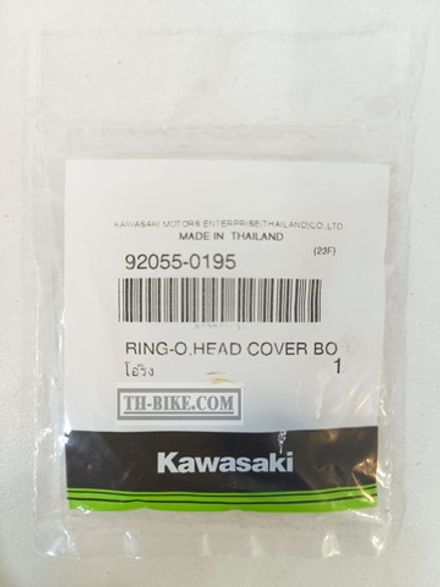 KAWASAKI MOTORS ENTERPRISE(THAILAND)CO.,LTD
MADE IN THAILAND
(23F)
92055-0195
RING-O.HEAD COVER BO
โอริง 1
TH-BIKE.COM
Kawasaki